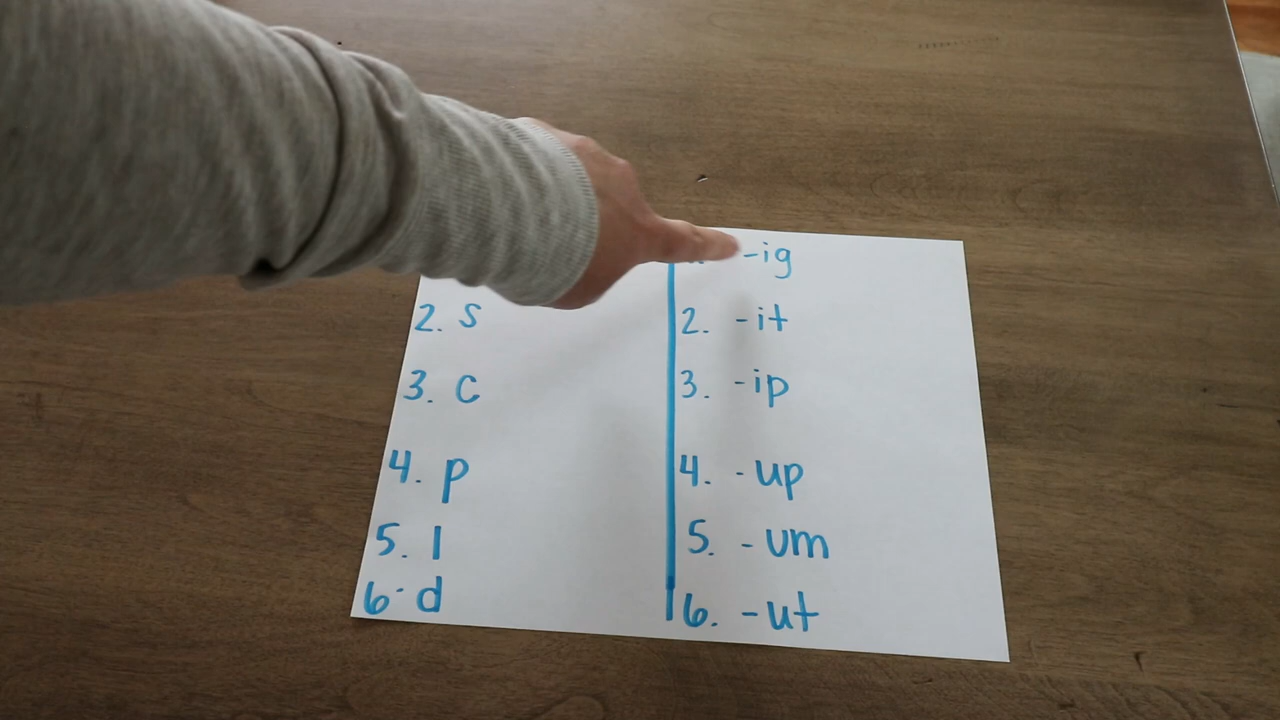 -ig
2. s
2. -it
3. c
3. -ip
4. p
4. -up
5. l
5. -um
6. d
6. -ut